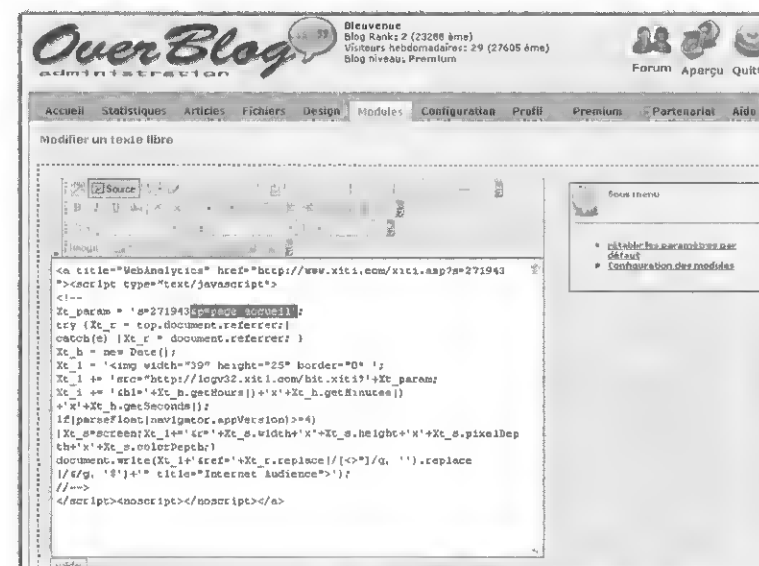 OverBlog
administration
Bienvenue
Blog Rank: 2 (23266 ème)
Visiteurs hebdomadaires: 29 (27605 ème)
Blog niveau: Premium
Forum Aperçu Quitt
Accueil Statistiques Articles Fichiers Design Modules Configuration Profil Premium Partenariat Aide
Modifier un texte libre
Source
Sous menu
rétablir les paramètres par
défaut
Configuration des modules
<a title="WebAnalytics" href="http://www.xiti.com/xiti.asp?s=271943
"><script type="text/javascript">
<!--
Xt_param = 's=271943&p=page_accueil';
try {Xt_r = top.document.referrer;}
catch(e) {Xt_r = document.referrer; }
Xt_h = new Date();
Xt_i = '<img width="39" height="25" border="0" ';
Xt_i += 'src="http://logv32.xiti.com/hit.xiti?'+Xt_param;
Xt_i += '&hl='+Xt_h.getHours()+'x'+Xt_h.getMinutes()
+'x'+Xt_h.getSeconds();
if(parseFloat(navigator.appVersion)>=4)
{Xt_s=screen;Xt_i+='&r='+Xt_s.width+'x'+Xt_s.height+'x'+Xt_s.pixelDep
th+'x'+Xt_s.colorDepth;}
document.write(Xt_i+'&ref='+Xt_r.replace(/[<>"]/g, '').replace
(/&/g, '$')+'" title="Internet Audience">');
//-->
</script><noscript></noscript></a>